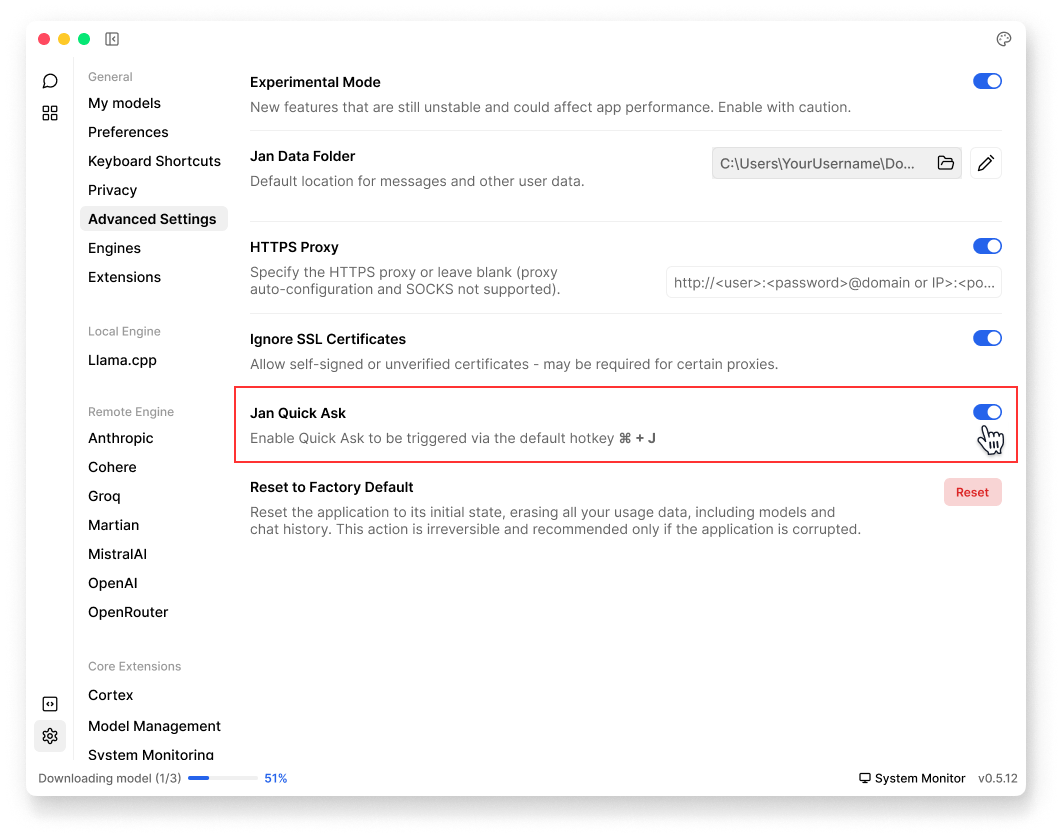 General
My models
Preferences
Keyboard Shortcuts
Privacy
Advanced Settings
Engines
Extensions
Local Engine
Llama.cpp
Remote Engine
Anthropic
Cohere
Groq
Martian
MistralAI
OpenAI
OpenRouter
Core Extensions
Cortex
Model Management
System Monitoring
Experimental Mode
New features that are still unstable and could affect app performance. Enable with caution.
Jan Data Folder
Default location for messages and other user data.
C:\Users\YourUsername\Do...
HTTPS Proxy
Specify the HTTPS proxy or leave blank (proxy
auto-configuration and SOCKS not supported).
http://<user>:<password>@domain or IP>:<po...
Ignore SSL Certificates
Allow self-signed or unverified certificates - may be required for certain proxies.
Jan Quick Ask
Enable Quick Ask to be triggered via the default hotkey ⌘ + J
Reset to Factory Default
Reset the application to its initial state, erasing all your usage data, including models and
chat history. This action is irreversible and recommended only if the application is corrupted.
Reset
Downloading model (1/3) 51%
System Monitor v0.5.12